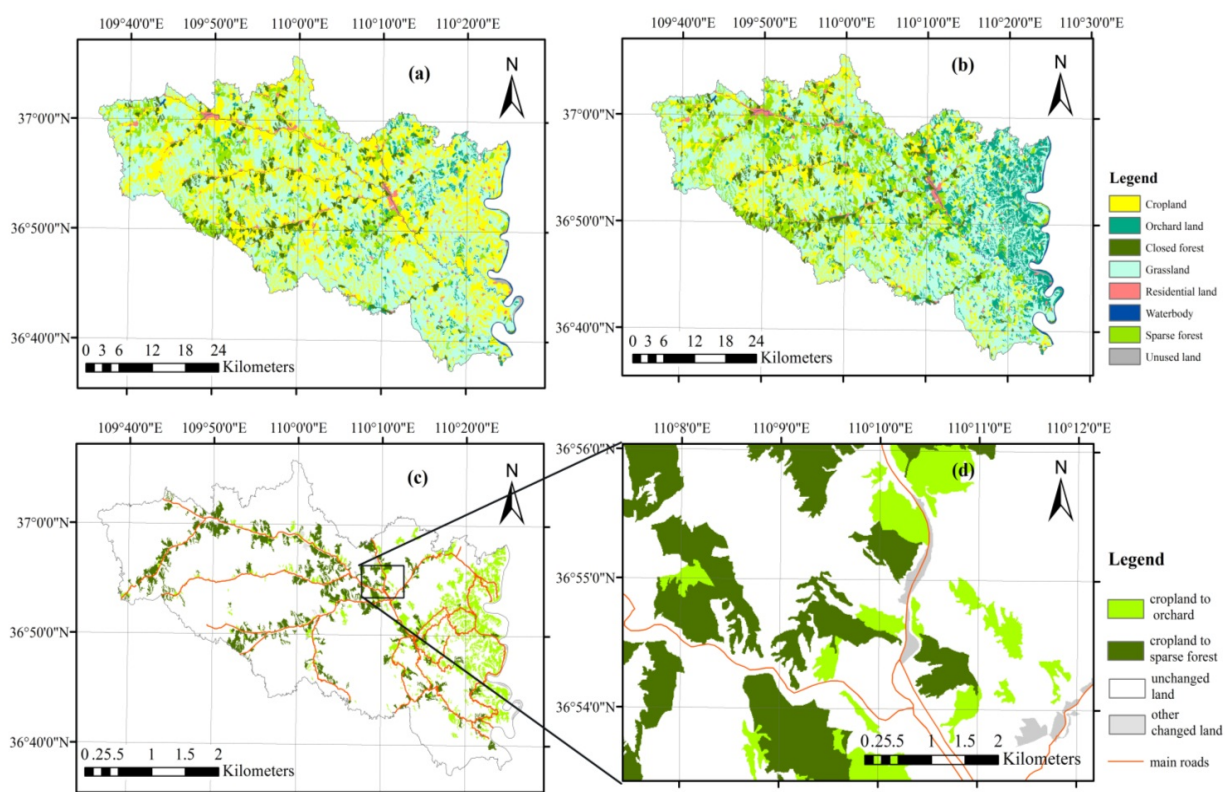 109°40'0"E 109°50'0"E 110°0'0"E 110°10'0"E 110°20'0"E
(a)
N
37°0'0"N
36°50'0"N
36°40'0"N
0 3 6 12 18 24
Kilometers
109°40'0"E 109°50'0"E 110°0'0"E 110°10'0"E 110°20'0"E 110°30'0"E
(b)
N
37°0'0"N
36°50'0"N
36°40'0"N
0 3 6 12 18 24
Kilometers
Legend
Cropland
Orchard land
Closed forest
Grassland
Residential land
Waterbody
Sparse forest
Unused land
109°40'0"E 109°50'0"E 110°0'0"E 110°10'0"E 110°20'0"E
(c)
N
37°0'0"N
36°50'0"N
36°40'0"N
0 0.25.5 1 1.5 2
Kilometers
110°8'0"E 110°9'0"E 110°10'0"E 110°11'0"E 110°12'0"E
(d)
N
36°56'0"N
36°55'0"N
36°54'0"N
0 0.25.5 1 1.5 2
Kilometers
Legend
cropland to
orchard
cropland to
sparse forest
unchanged
land
other
changed land
main roads